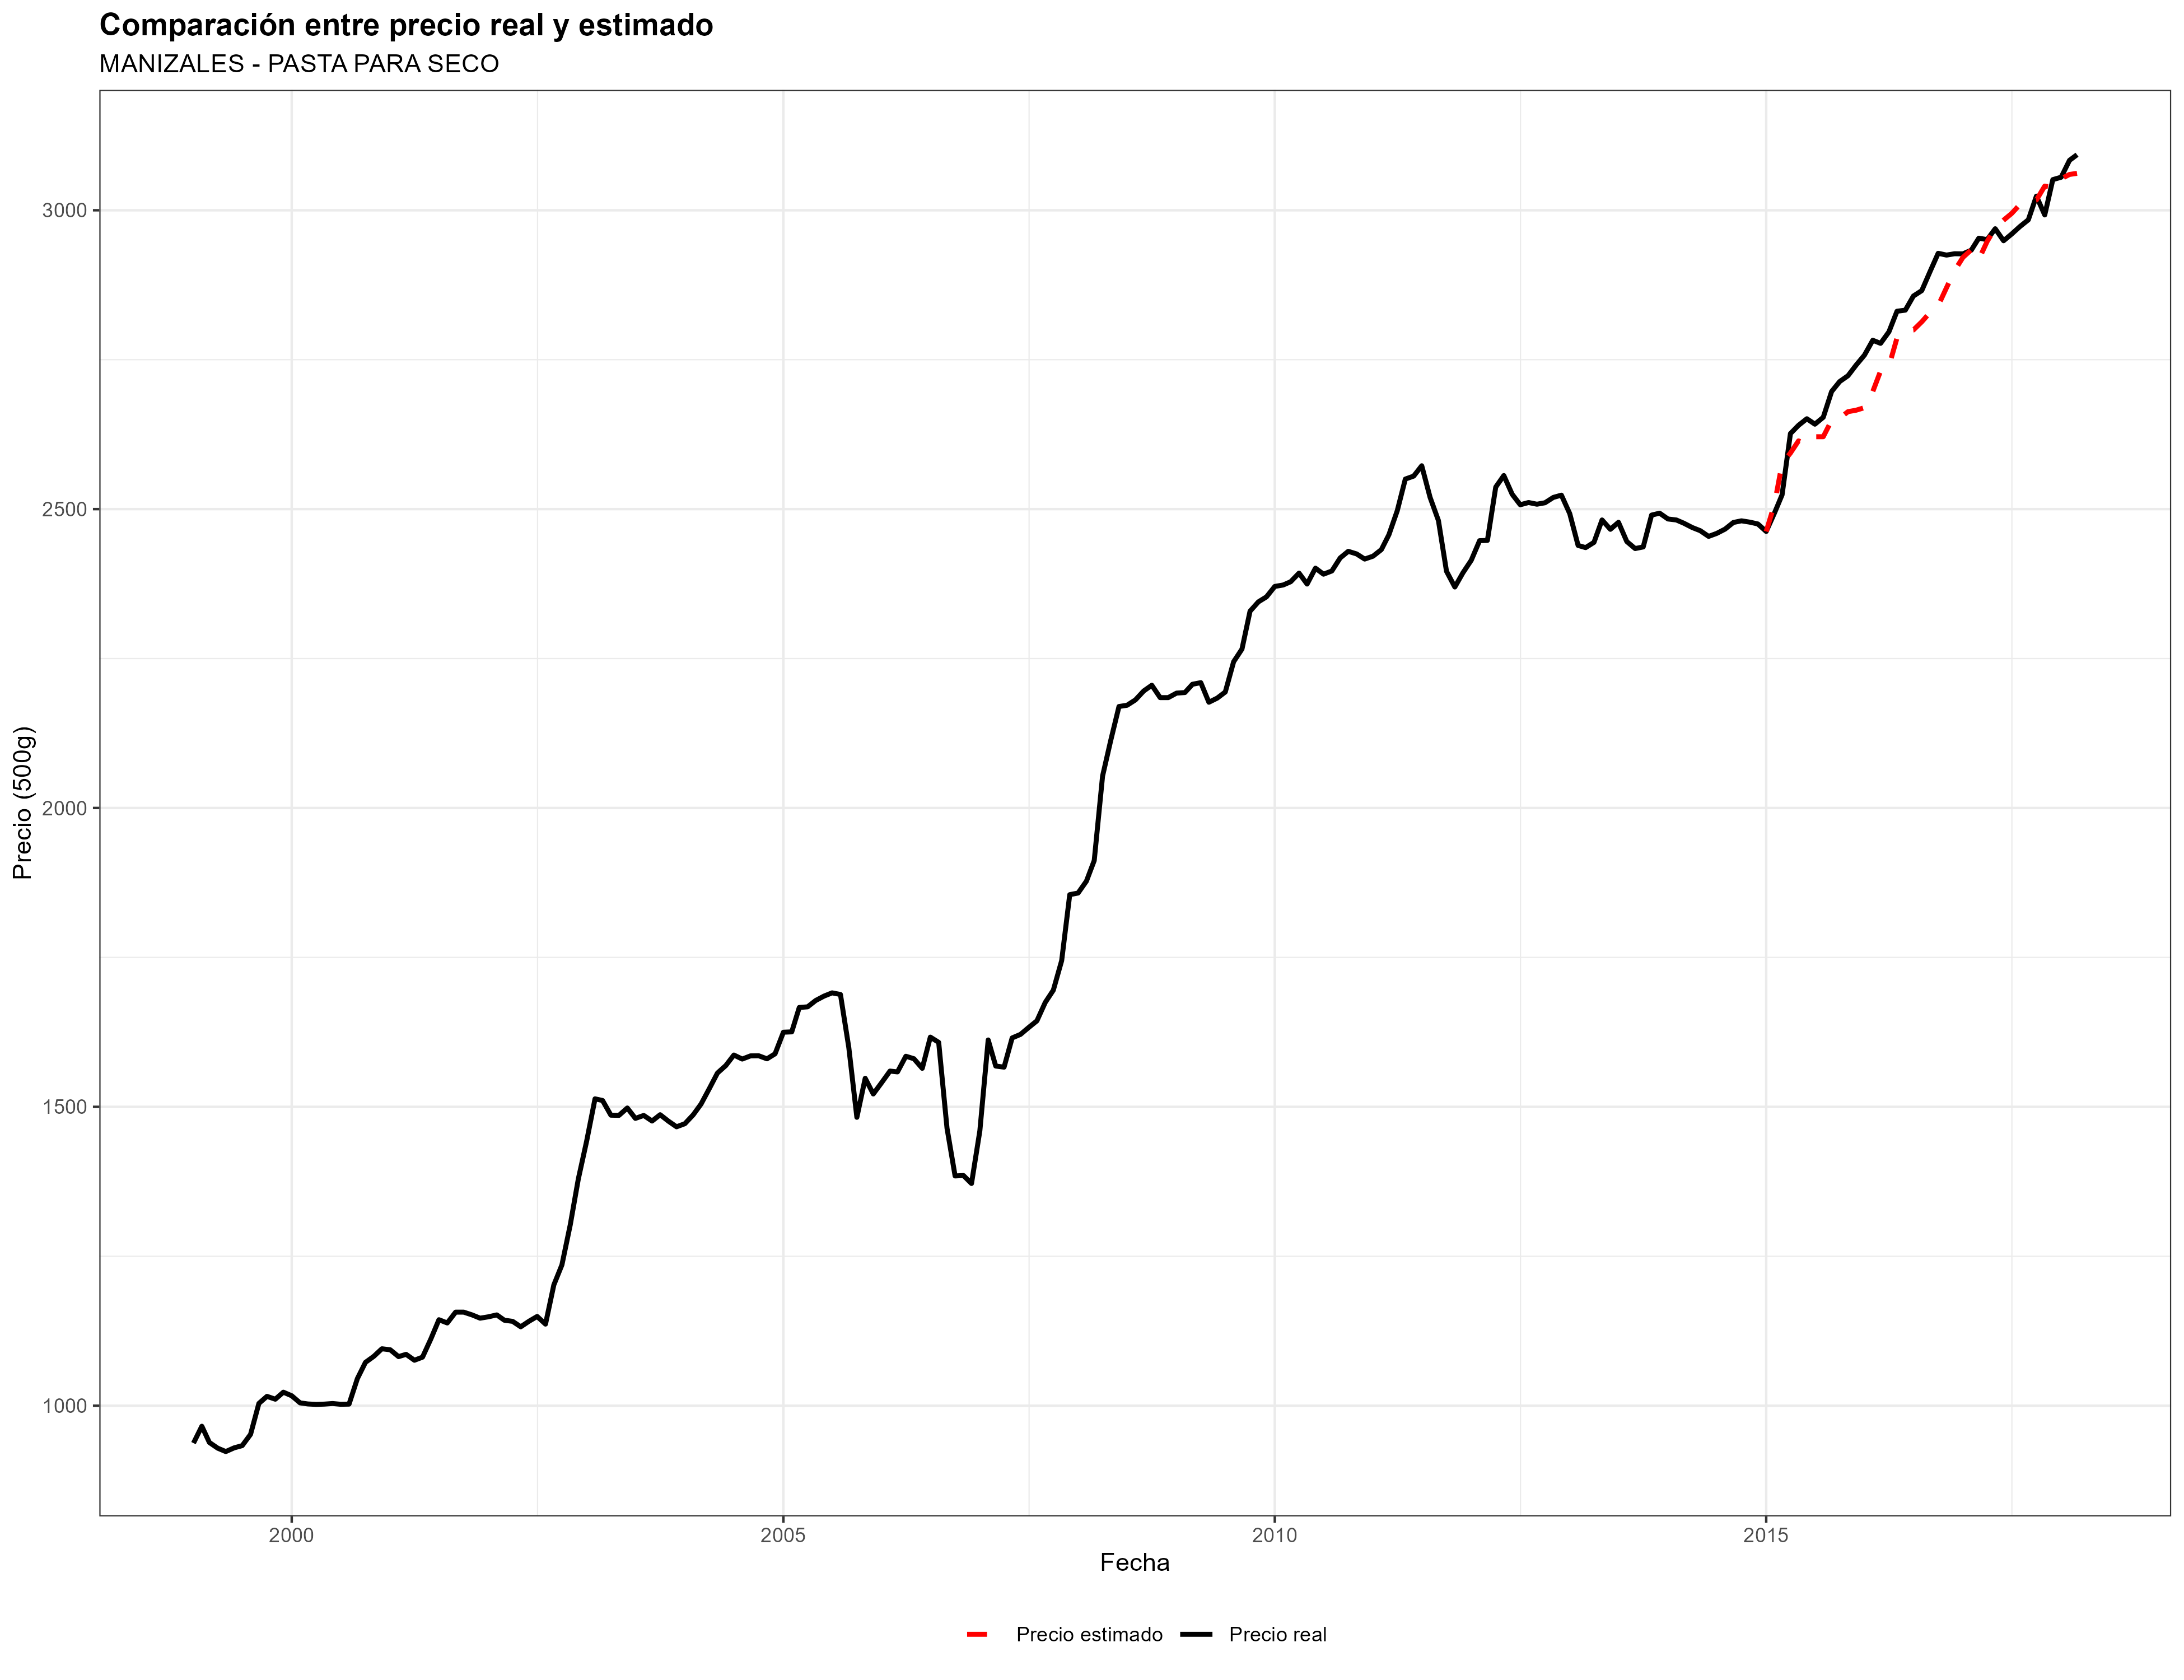 Comparación entre precio real y estimado
MANIZALES - PASTA PARA SECO
Precio (500g)
3000
2500
2000
1500
1000
2000 2005 2010 2015
Fecha
Precio estimado Precio real